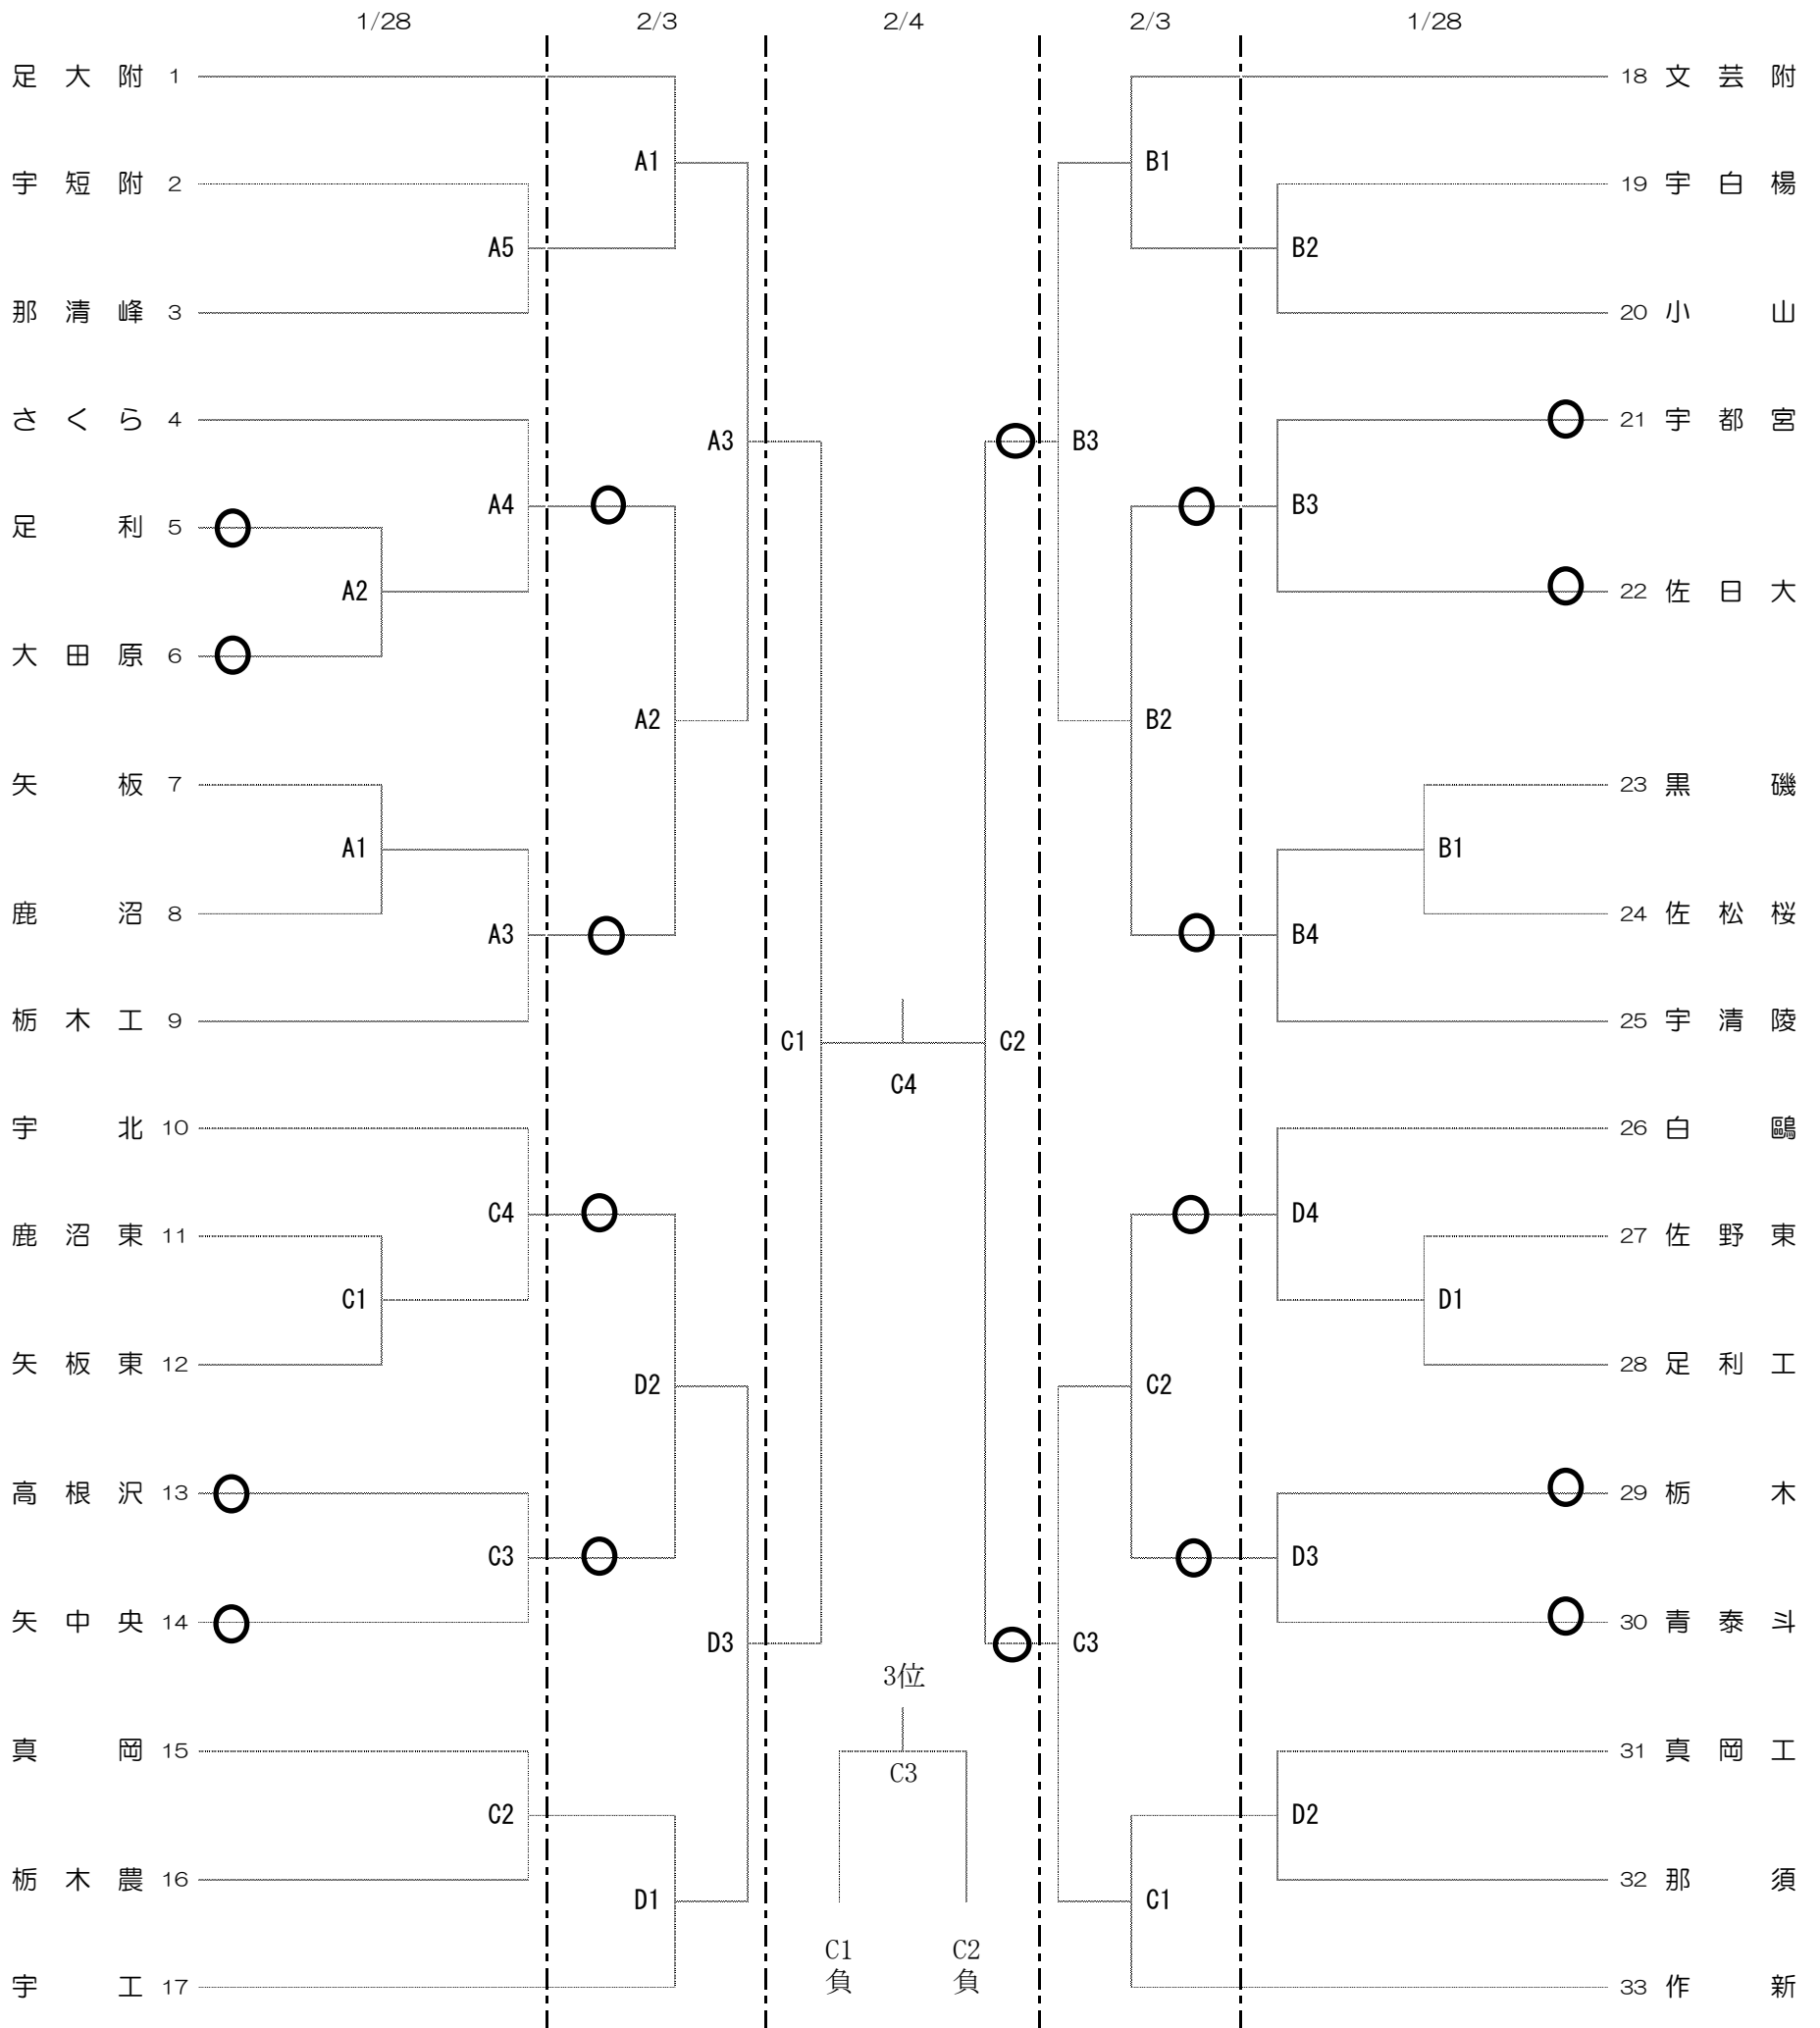 1/28 2/3 2/4 2/3 1/28
足大附 1
A1
宇短附 2
A5
那清峰 3
さくら 4
A3
A4
足利 5
A2
大田原 6
A2
矢板 7
A1
鹿沼 8
A3
栃木工 9
C1
C4
C2
宇北 10
C4
鹿沼東 11
C1
矢板東 12
D2
高根沢 13
C3
矢中央 14
D3
真岡 15
C2
栃木農 16
D1
宇工 17
3位
C3
C1 C2
負 負
18 文芸附
B1
19 宇白楊
B2
20 小山
21 宇都宮
B3
B3
22 佐日大
B2
23 黒磯
B1
24 佐松桜
B4
25 宇清陵
26 白鷗
D4
27 佐野東
D1
28 足利工
C2
29 栃木
D3
30 青泰斗
C3
31 真岡工
D2
32 那須
C1
33 作新